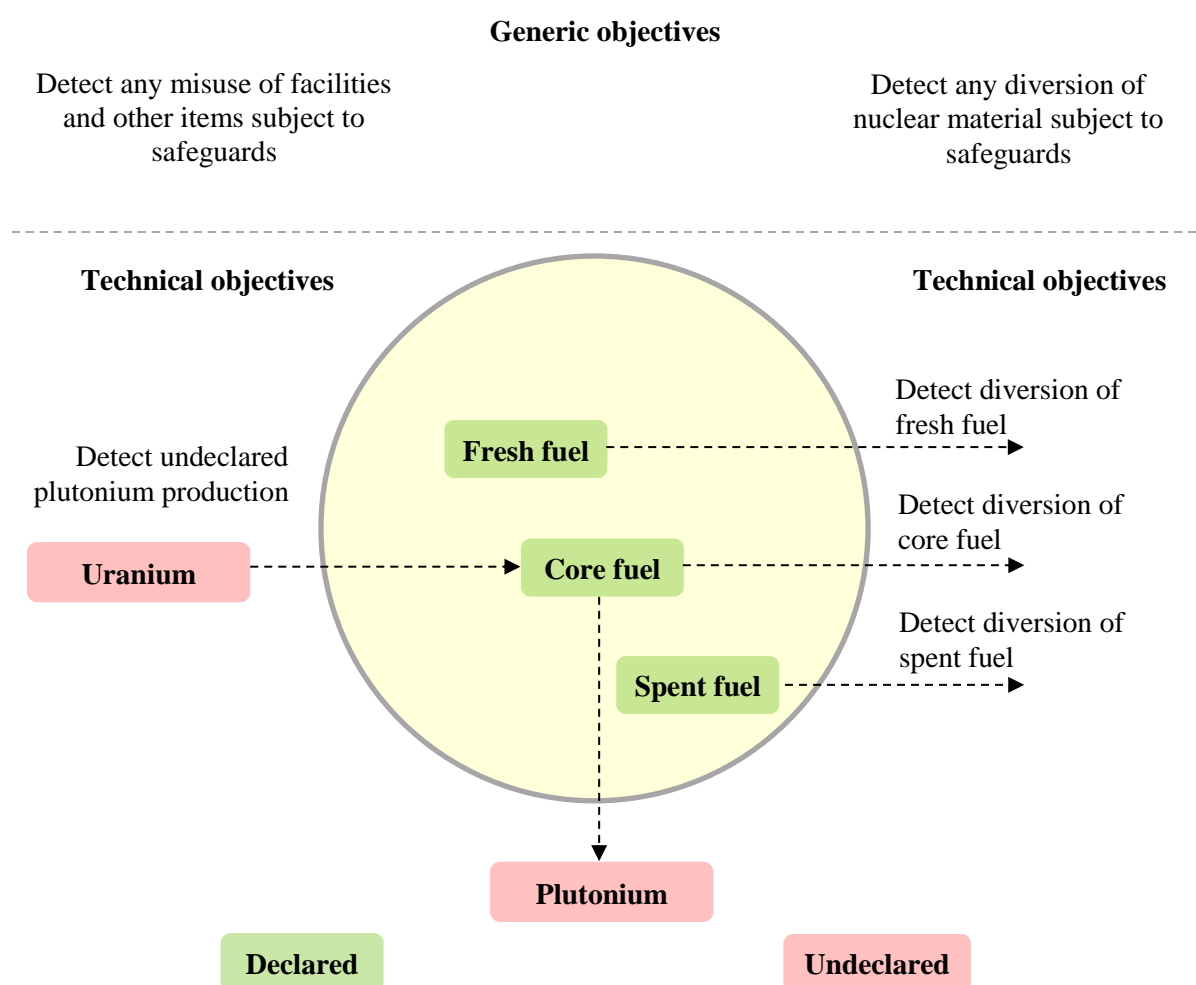 Generic objectives
Detect any misuse of facilities
and other items subject to
safeguards
Detect any diversion of
nuclear material subject to
safeguards
Technical objectives
Technical objectives
Detect undeclared
plutonium production
Uranium
Fresh fuel
Core fuel
Spent fuel
Detect diversion of
fresh fuel
Detect diversion of
core fuel
Detect diversion of
spent fuel
Plutonium
Declared
Undeclared